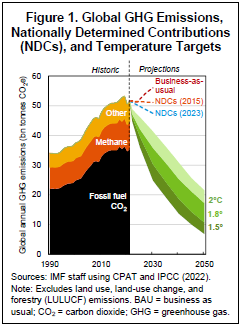 Figure 1. Global GHG Emissions,
Nationally Determined Contributions
(NDCs), and Temperature Targets
Historic
Projections
60
50
40
30
20
10
0
Global annual GHG emissions (bn tonnes CO₂e)
Business-as-
usual
NDCs (2015)
NDCs (2023)
Other
Methane
Fossil fuel
CO₂
2°C
1.8°
1.5°
1990
2030
2050
Sources: IMF staff using CPAT and IPCC (2022).
Note: Excludes land use, land-use change, and
forestry (LULUCF) emissions. BAU = business as
usual; CO₂ = carbon dioxide; GHG = greenhouse gas.